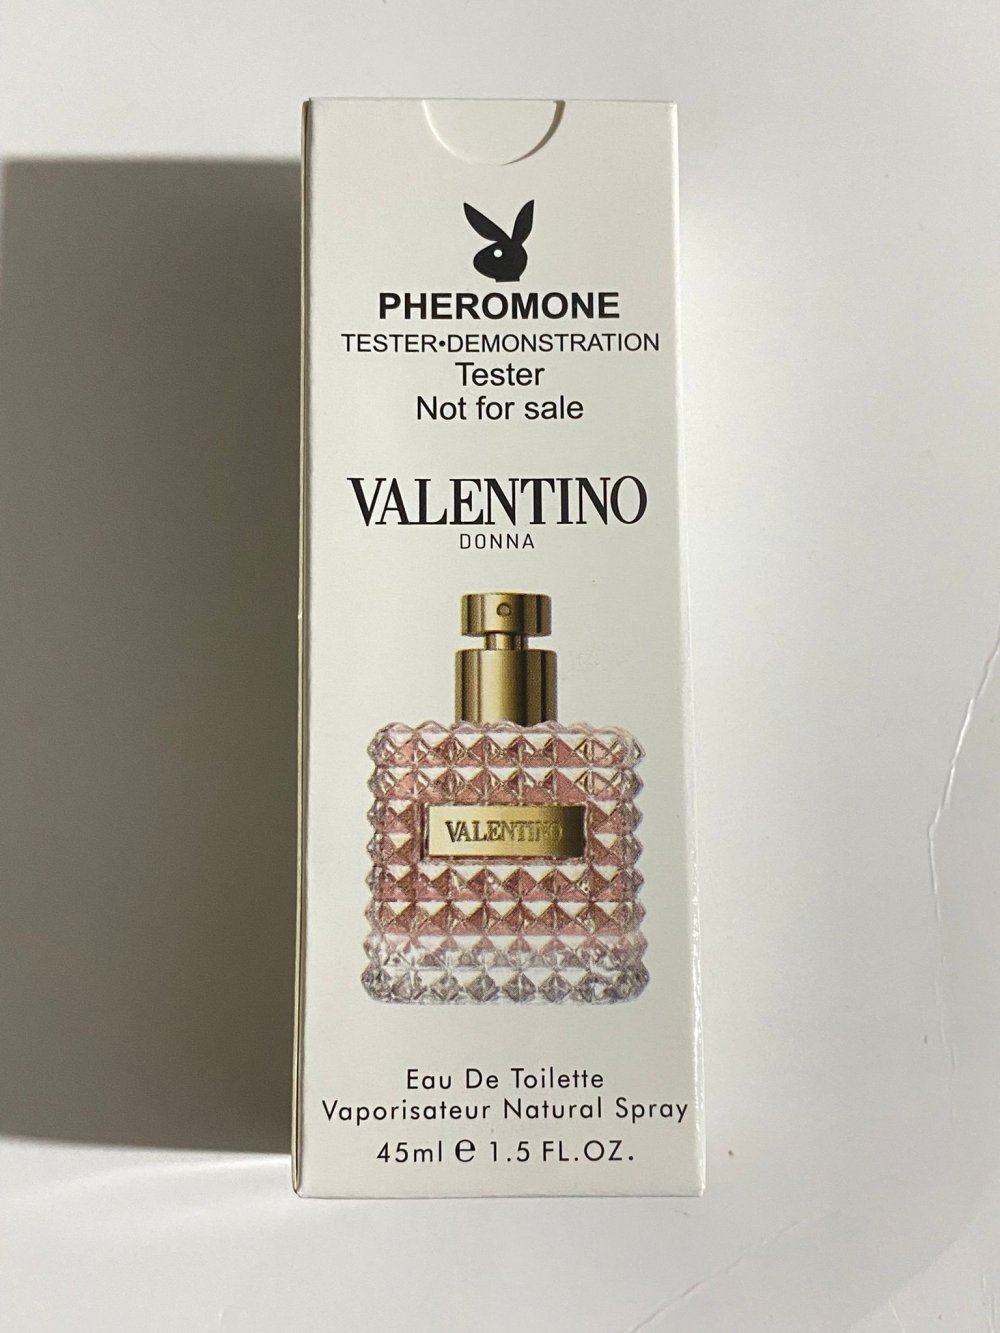 PHEROMONE
TESTER•DEMONSTRATION
Tester
Not for sale
VALENTINO
DONNA
VALENTINO
Eau De Toilette
Vaporisateur Natural Spray
45ml e 1.5 FL.OZ.